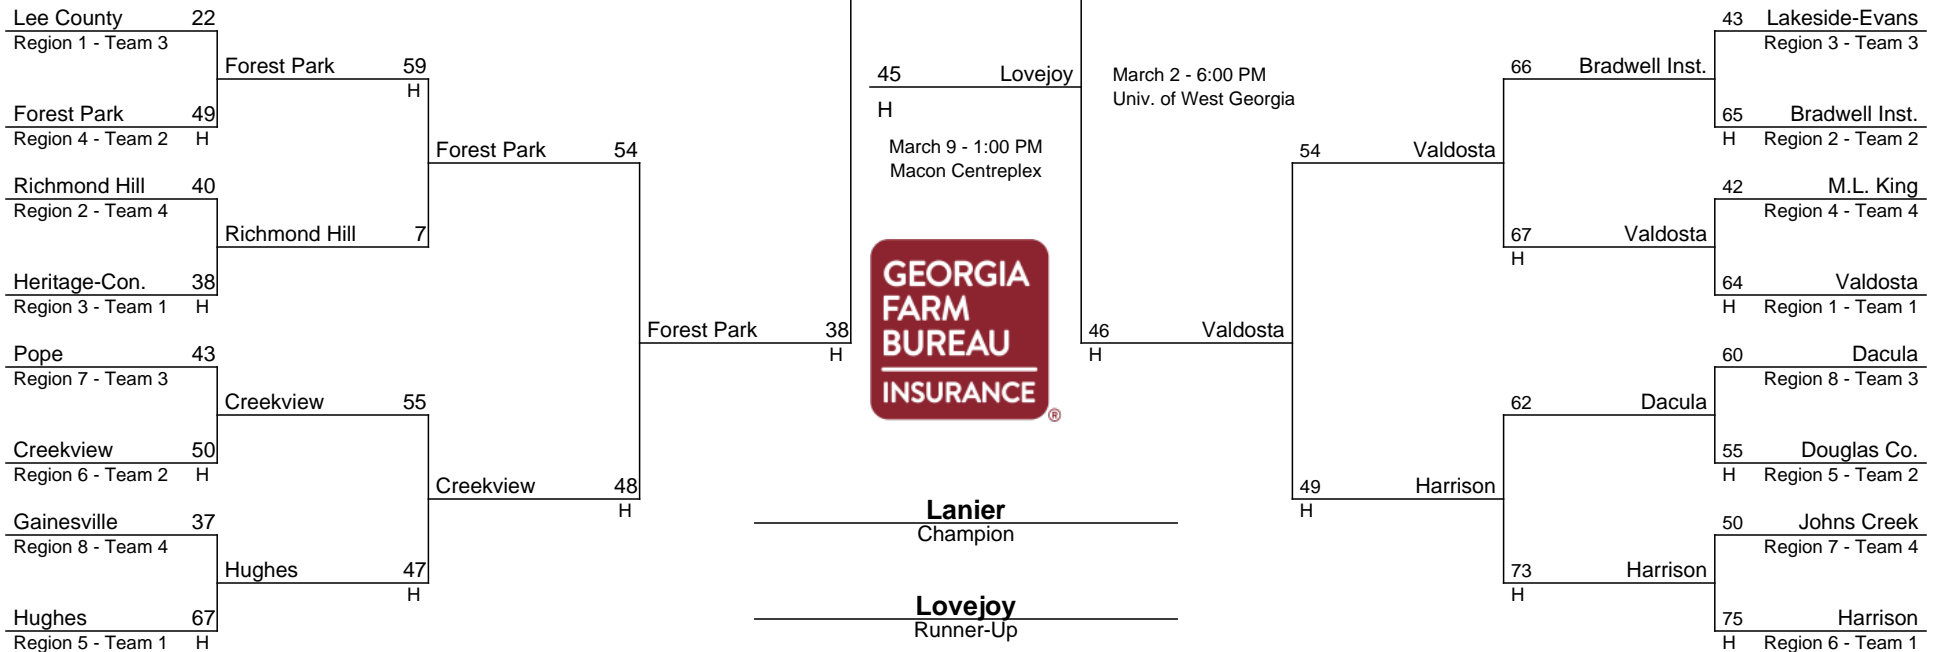 Lee County 22
Region 1 - Team 3
Forest Park 59
H
Forest Park 49
Region 4 - Team 2 H
Forest Park 54
Richmond Hill 40
Region 2 - Team 4
Richmond Hill 7
Heritage-Con. 38
Region 3 - Team 1 H
Forest Park 38
H
Pope 43
Region 7 - Team 3
Creekview 55
Creekview 50
Region 6 - Team 2 H
Creekview 48
H
Gainesville 37
Region 8 - Team 4
Hughes 47
H
Hughes 67
Region 5 - Team 1 H
45 Lovejoy
H
March 9 - 1:00 PM
Macon Centreplex
March 2 - 6:00 PM
Univ. of West Georgia
GEORGIA
FARM
BUREAU
INSURANCE
®
Lanier
Champion
Lovejoy
Runner-Up
43 Lakeside-Evans
Region 3 - Team 3
66 Bradwell Inst.
65 Bradwell Inst.
H Region 2 - Team 2
54 Valdosta
42 M.L. King
Region 4 - Team 4
67 Valdosta
H
64 Valdosta
H Region 1 - Team 1
46 Valdosta
H
60 Dacula
Region 8 - Team 3
62 Dacula
55 Douglas Co.
H Region 5 - Team 2
49 Harrison
H
50 Johns Creek
Region 7 - Team 4
73 Harrison
H
75 Harrison
H Region 6 - Team 1